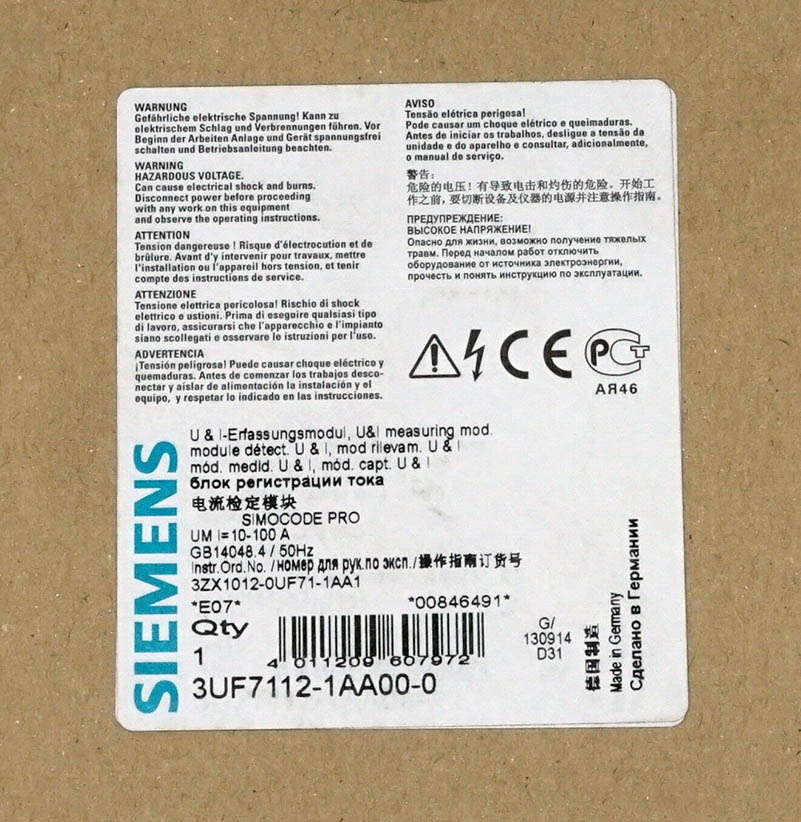 WARNUNG
Gefährliche elektrische Spannung! Kann zu
elektrischem Schlag und Verbrennungen führen. Vor
Beginn der Arbeiten Anlage und Gerät spannungsfrei
schalten und Betriebsanleitung beachten.
WARNING
HAZARDOUS VOLTAGE.
Can cause electrical shock and burns.
Disconnect power before proceeding
with any work on this equipment
and observe the operating instructions.
ATTENTION
Tension dangereuse ! Risque d'électrocution et de
brûlure. Avant d'y intervenir pour travaux, mettre
l'installation ou l'appareil hors tension, et tenir
compte des instructions de service.
ATTENZIONE
Tensione elettrica pericolosa! Rischio di shock
elettrico e ustioni. Prima di eseguire qualsiasi tipo
di lavoro, assicurarsi che l'apparecchio e l'impianto
siano scollegati e osservare le istruzioni per l'uso.
ADVERTENCIA
¡Tensión peligrosa! Puede causar choque eléctrico y
quemaduras. Antes de comenzar los trabajos desco-
nectar y aislar de alimentación la instalación y el
equipo, y respetar lo indicado en las instrucciones.
AVISO
Tensão elétrica perigosa!
Pode causar um choque elétrico e queimaduras.
Antes de iniciar os trabalhos, desligue a tensão da
unidade e do aparelho e consultar, adicionalmente,
o manual de serviço.
警告:
危险的电压! 有导致电击和灼伤的危险。开始工
作之前,要切断设备及仪器的电源并注意操作指南。
ПРЕДУПРЕЖДЕНИЕ:
ВЫСОКОЕ НАПРЯЖЕНИЕ!
Опасно для жизни, возможно получение тяжелых
травм. Перед началом работ отключить
оборудование от источника электроэнергии,
прочесть и понять инструкцию по эксплуатации.
CE РСТ
АЯ46
SIEMENS
U & I-Erfassungsmodul, U&I measuring mod.
module détect. U & I, mod rilevam. U & I
mód. medid. U & I, mód. capt. U & I
блок регистрации тока
电流检定模块
SIMOCODE PRO
UM I=10-100 A
GB14048.4 / 50Hz
Instr.Ord.No. /номер для рук.по эксп./操作指南订货号
3ZX1012-0UF71-1AA1
*E07* *00846491*
Qty
1
4 011209 607972
3UF7112-1AA00-0
G/
130914
D31
德国制造
Made in Germany
Сделано в Германии